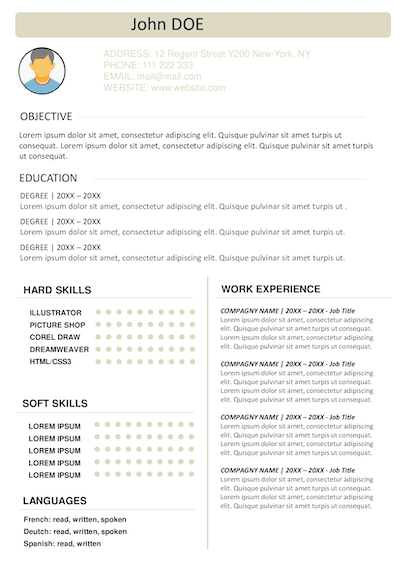 John DOE
ADDRESS: 12 Regent Street Y200 New-York, NY
PHONE: 111 222 333
EMAIL: mail@mail.com
WEBSITE: www.website.com
OBJECTIVE
Lorem ipsum dolor sit amet, consectetur adipiscing elit. Quisque pulvinar sit amet turpis ut
consequat. Lorem ipsum dolor sit amet, consectetur adipiscing elit. Quisque pulvinar sit amet
turpis ut consequat.
EDUCATION
DEGREE | 20XX – 20XX
Lorem ipsum dolor sit amet, consectetur adipiscing elit. Quisque pulvinar sit amet turpis ut .
DEGREE | 20XX – 20XX
Lorem ipsum dolor sit amet, consectetur adipiscing elit. Quisque pulvinar sit amet turpis ut.
DEGREE | 20XX – 20XX
Lorem ipsum dolor sit amet, consectetur adipiscing elit. Quisque pulvinar sit amet turpis ut.
HARD SKILLS
ILLUSTRATOR
PICTURE SHOP
COREL DRAW
DREAMWEAVER
HTML/CSS3
SOFT SKILLS
LOREM IPSUM
LOREM IPSUM
LOREM IPSUM
LOREM IPSUM
LOREM IPSUM
LANGUAGES
French: read, written, spoken
Deutch: read, written, spoken
Spanish: read, written
WORK EXPERIENCE
COMPAGNY NAME | 20XX – 20XX - Job Title
Lorem ipsum dolor sit amet, consectetur adipiscing
elit. Quisque pulvinar sit amet turpis ut consequat.
Lorem ipsum dolor sit amet, consectetur adipiscing
elit. Quisque pulvinar sit amet turpis ut consequat.
COMPAGNY NAME | 20XX – 20XX - Job Title
Lorem ipsum dolor sit amet, consectetur adipiscing
elit. Quisque pulvinar sit amet turpis ut consequat.
Lorem ipsum dolor sit amet, consectetur adipiscing
elit. Quisque pulvinar sit amet turpis ut consequat.
COMPAGNY NAME | 20XX – 20XX - Job Title
Lorem ipsum dolor sit amet, consectetur adipiscing
elit. Quisque pulvinar sit amet turpis ut consequat.
Lorem ipsum dolor sit amet, consectetur adipiscing
elit. Quisque pulvinar sit amet turpis ut consequat.
COMPAGNY NAME | 20XX – 20XX - Job Title
Lorem ipsum dolor sit amet, consectetur adipiscing
elit. Quisque pulvinar sit amet turpis ut consequat.
Lorem ipsum dolor sit amet, consectetur adipiscing
elit. Quisque pulvinar sit amet turpis ut consequat.